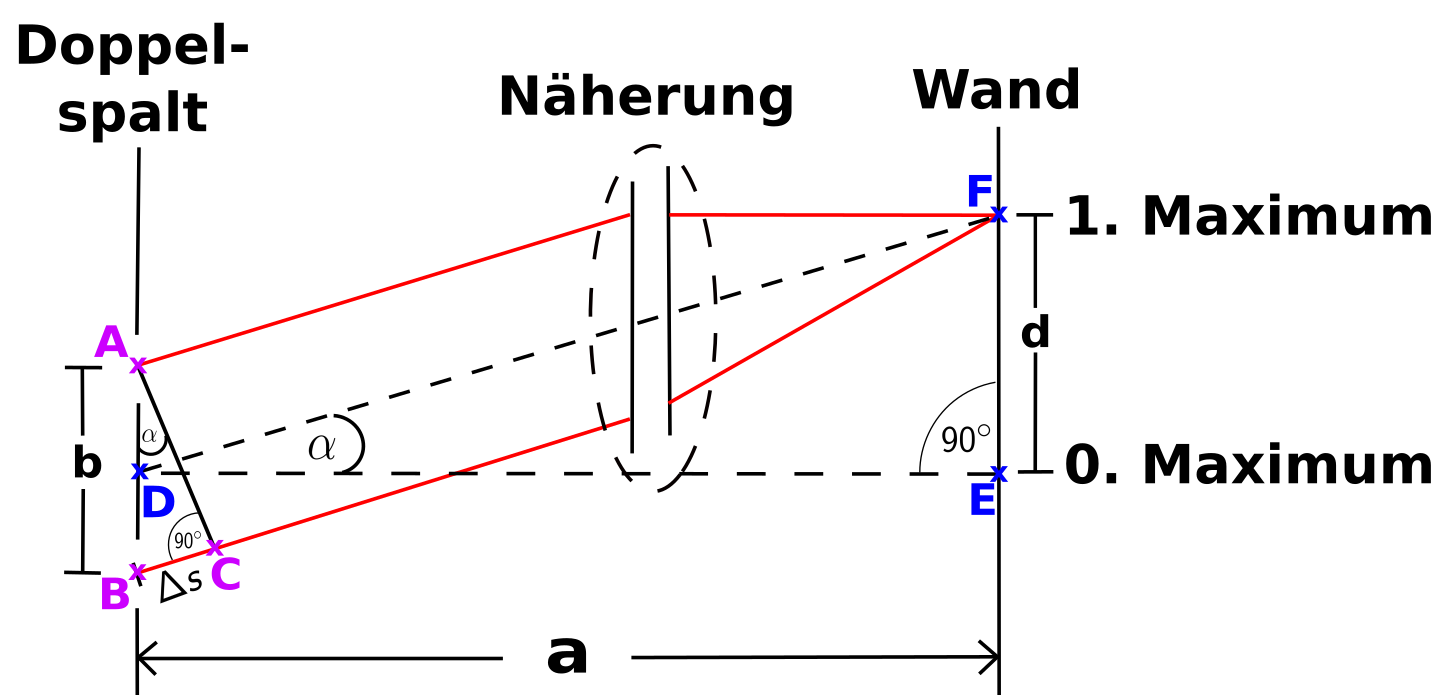 Doppel-
spalt
Näherung
Wand
F
1. Maximum
A
d
α
α
b
90°
0. Maximum
D
E
90°
C
B
Δs
a